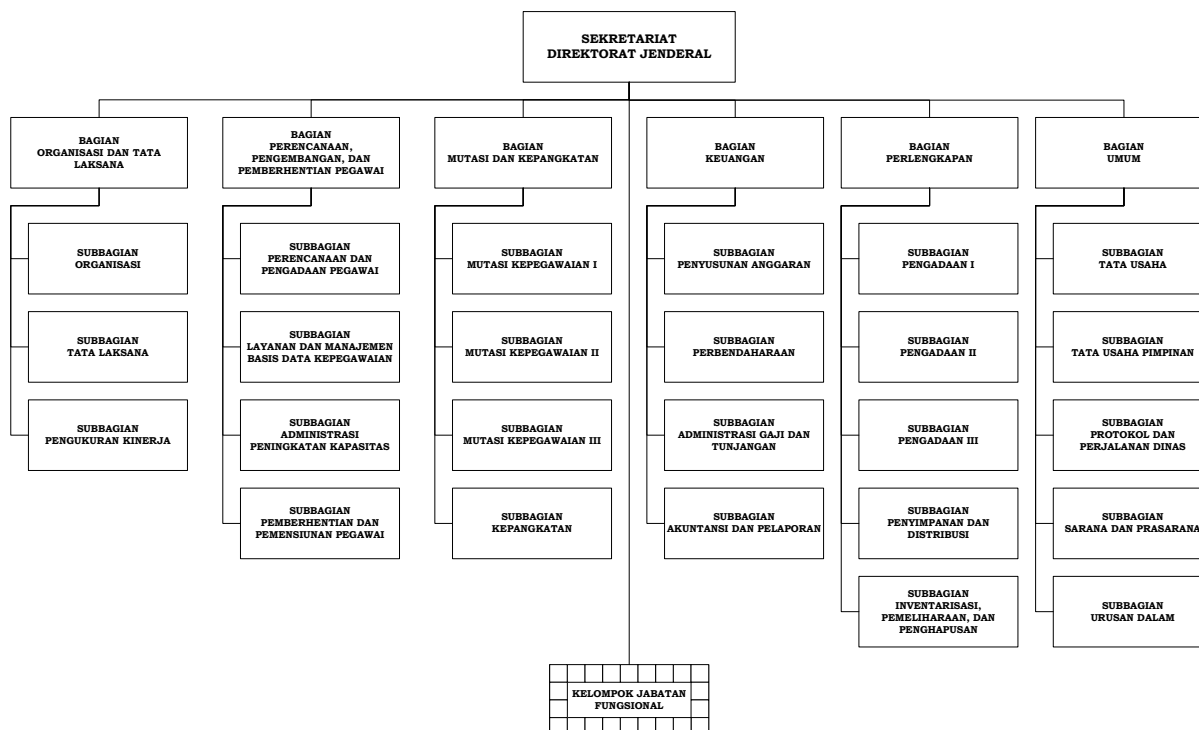 SEKRETARIAT
DIREKTORAT JENDERAL
BAGIAN
ORGANISASI DAN TATA
LAKSANA
BAGIAN
PERENCANAAN,
PENGEMBANGAN, DAN
PEMBERHENTIAN PEGAWAI
BAGIAN
MUTASI DAN KEPANGKATAN
BAGIAN
KEUANGAN
BAGIAN
PERLENGKAPAN
BAGIAN
UMUM
SUBBAGIAN
ORGANISASI
SUBBAGIAN
PERENCANAAN DAN
PENGADAAN PEGAWAI
SUBBAGIAN
MUTASI KEPEGAWAIAN I
SUBBAGIAN
PENYUSUNAN ANGGARAN
SUBBAGIAN
PENGADAAN I
SUBBAGIAN
TATA USAHA
SUBBAGIAN
TATA LAKSANA
SUBBAGIAN
LAYANAN DAN MANAJEMEN
BASIS DATA KEPEGAWAIAN
SUBBAGIAN
MUTASI KEPEGAWAIAN II
SUBBAGIAN
PERBENDAHARAAN
SUBBAGIAN
PENGADAAN II
SUBBAGIAN
TATA USAHA PIMPINAN
SUBBAGIAN
PENGUKURAN KINERJA
SUBBAGIAN
ADMINISTRASI
PENINGKATAN KAPASITAS
SUBBAGIAN
MUTASI KEPEGAWAIAN III
SUBBAGIAN
ADMINISTRASI GAJI DAN
TUNJANGAN
SUBBAGIAN
PENGADAAN III
SUBBAGIAN
PROTOKOL DAN
PERJALANAN DINAS
SUBBAGIAN
PEMBERHENTIAN DAN
PEMENSIUNAN PEGAWAI
SUBBAGIAN
KEPANGKATAN
SUBBAGIAN
AKUNTANSI DAN PELAPORAN
SUBBAGIAN
PENYIMPANAN DAN
DISTRIBUSI
SUBBAGIAN
SARANA DAN PRASARANA
SUBBAGIAN
INVENTARISASI,
PEMELIHARAAN, DAN
PENGHAPUSAN
SUBBAGIAN
URUSAN DALAM
KELOMPOK JABATAN
FUNGSIONAL